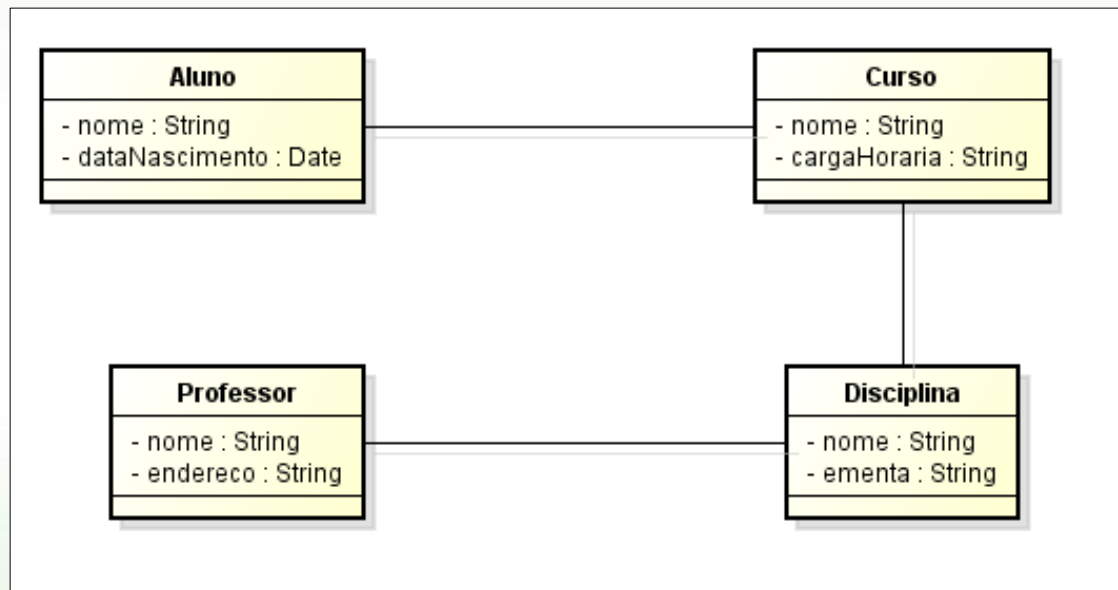 Aluno
- nome : String
- dataNascimento : Date
Curso
- nome : String
- cargaHoraria : String
Professor
- nome : String
- endereco : String
Disciplina
- nome : String
- ementa : String